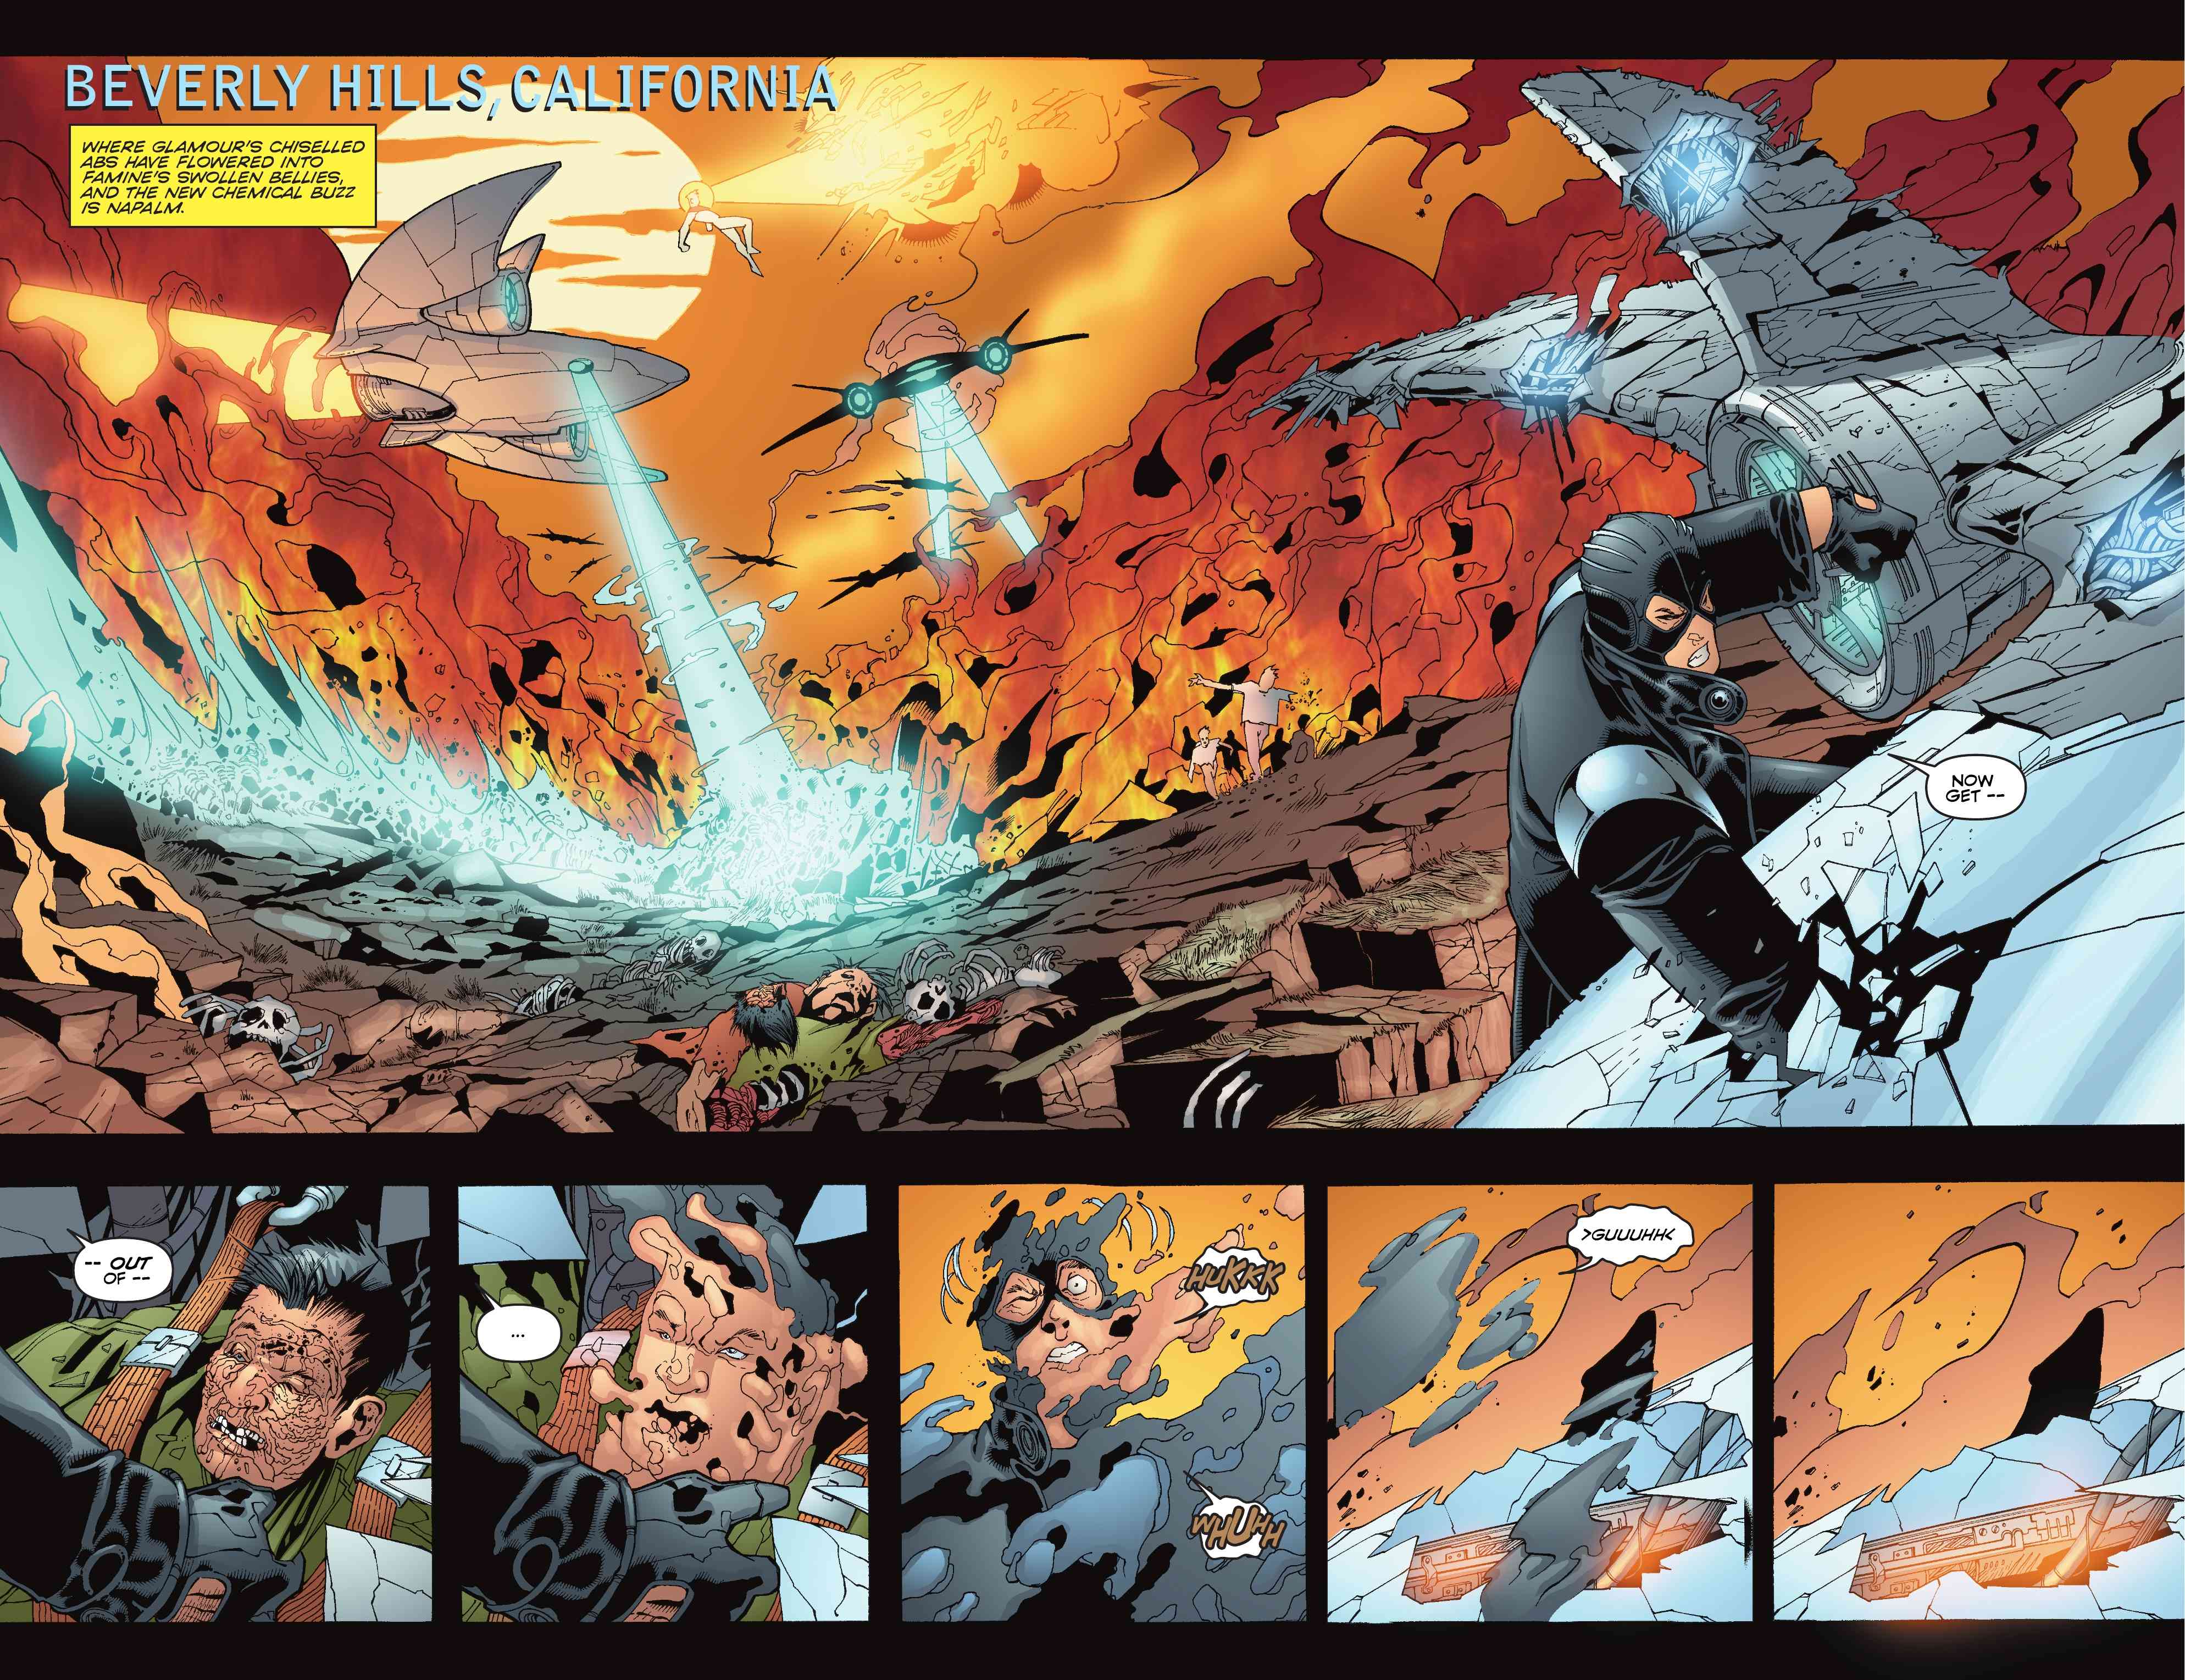 BEVERLY HILLS, CALIFORNIA
WHERE GLAMOUR'S CHISELLED
ABS HAVE FLOWERED INTO
FAMINE'S SWOLLEN BELLIES,
AND THE NEW CHEMICAL BUZZ
IS NAPALM.
NOW
GET --
-- OUT
OF --
...
HUKKK
WHUHH
>GUUUHH<